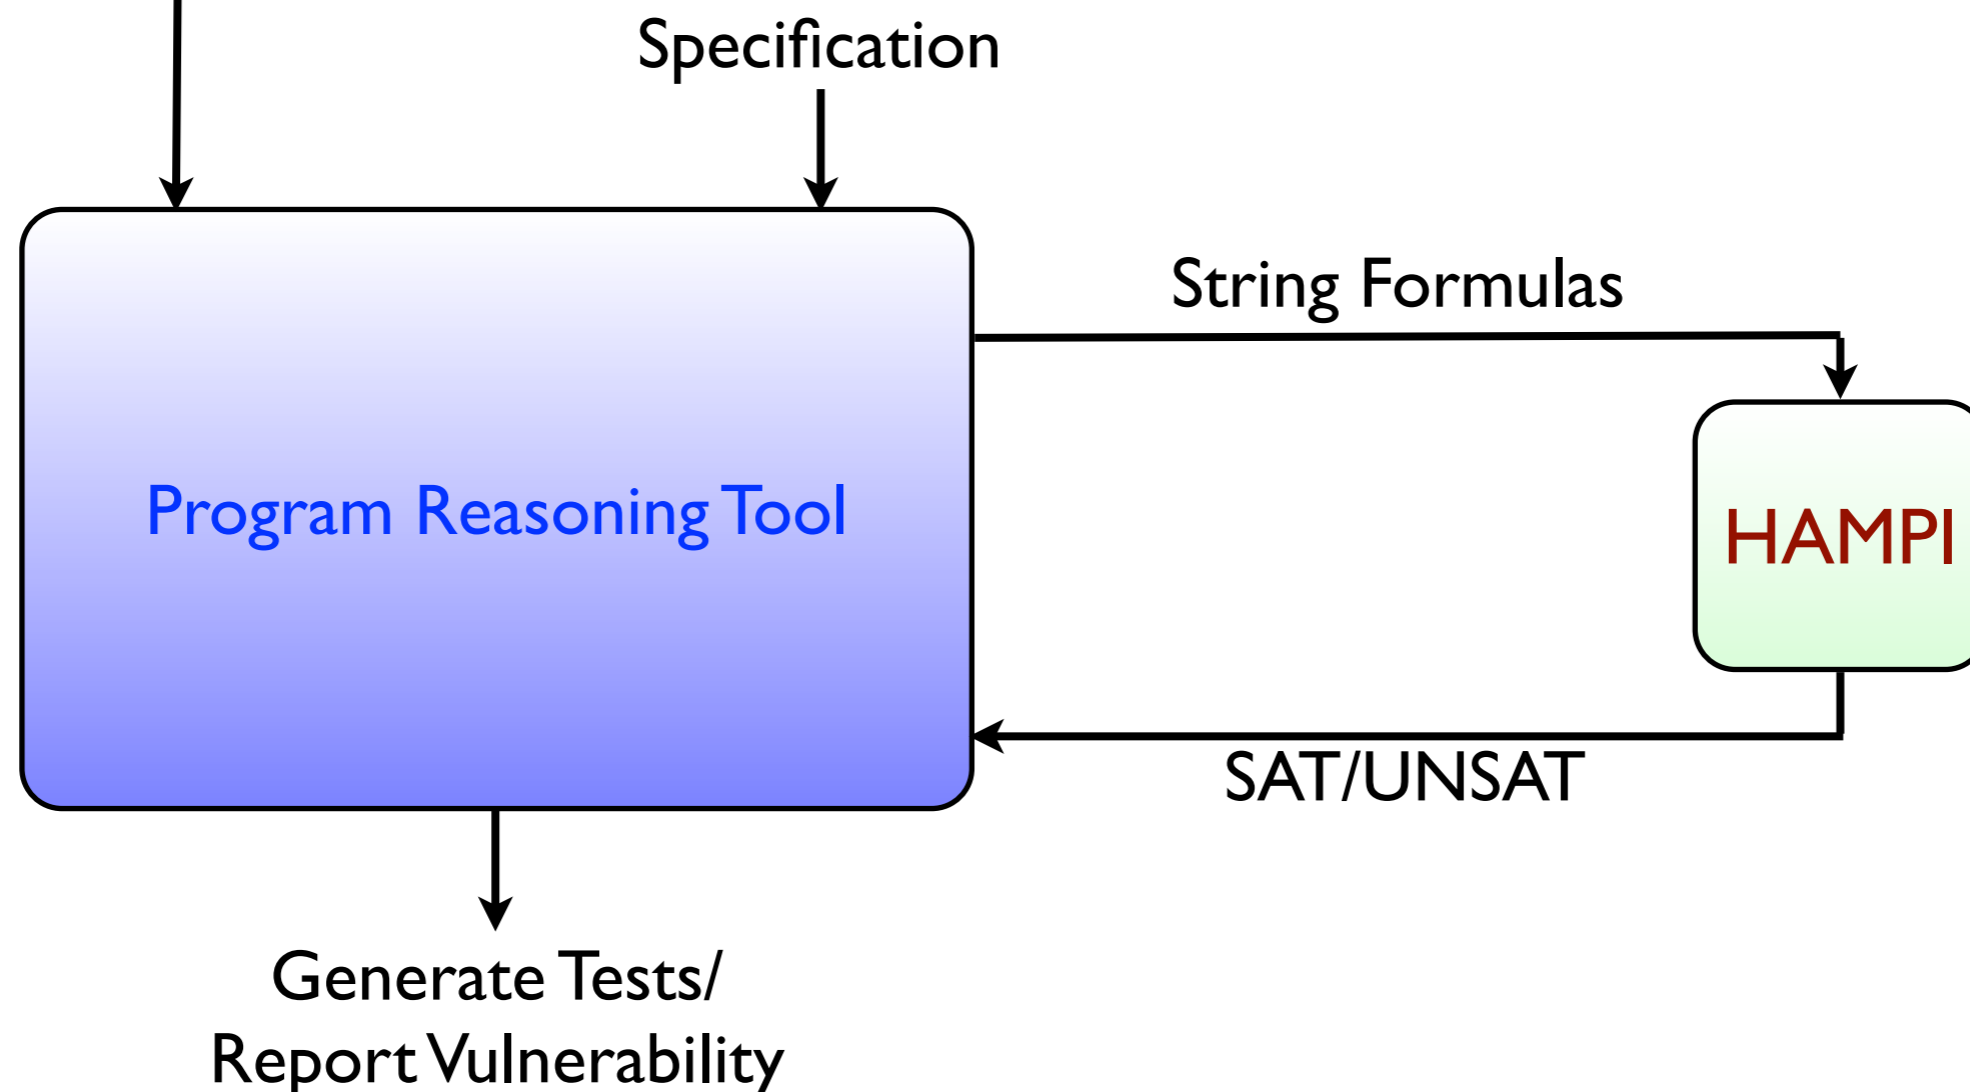 Specification
String Formulas
Program Reasoning Tool
HAMPI
SAT/UNSAT
Generate Tests/
Report Vulnerability